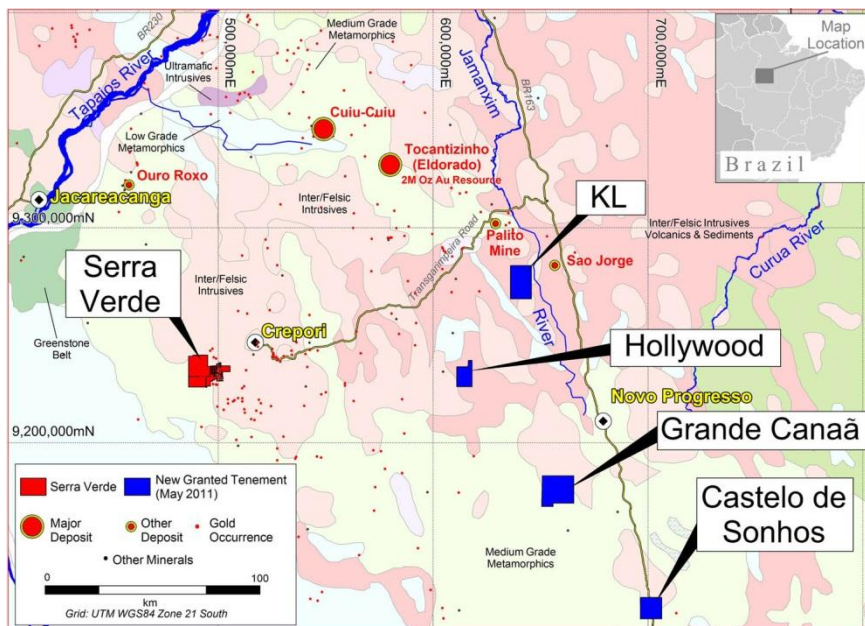 BR230
500,000mE
Medium Grade
Metamorphics
600,000mE
700,000mE
Map
Location
Brazil
Tapajos River
Ultramafic
Intrusives
Jamanxim
BR163
Cuiu-Cuiu
Low Grade
Metamorphics
Tocantizinho
(Eldorado)
2M Oz Au Resource
Ouro Roxo
Jacareacanga
9,300,000mN
Inter/Felsic
Intrdsives
KL
Palito
Mine
Inter/Felsic Intrusives
Volcanics & Sediments
Curua River
Transgarimpeira Road
Sao Jorge
Serra
Verde
Inter/Felsic
Intrusives
River
Greenstone
Belt
Crepori
Hollywood
Novo Progresso
9,200,000mN
Grande Canaã
Castelo de
Sonhos
Medium Grade
Metamorphics
Serra Verde
New Granted Tenement
(May 2011)
Major
Deposit
Other
Deposit
Gold
Occurrence
Other Minerals
0
100
km
Grid: UTM WGS84 Zone 21 South